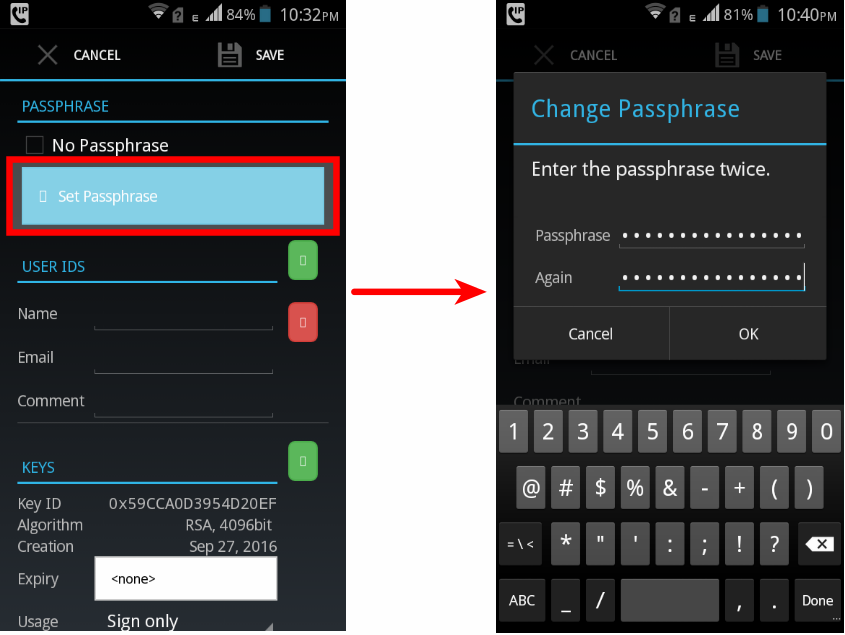 IP
E
84%
10:32PM
CANCEL
SAVE
PASSPHRASE
No Passphrase
Set Passphrase
USER IDS
Name
Email
Comment
KEYS
Key ID 0x59CCA0D3954D20EF
Algorithm RSA, 4096bit
Creation Sep 27, 2016
Expiry <none>
Usage Sign only
IP
?
E
81%
10:40PM
CANCEL
SAVE
Change Passphrase
Enter the passphrase twice.
Passphrase ••••••••••••••••
Again ••••••••••••••••
Cancel OK
Email
Comment
1 2 3 4 5 6 7 8 9 0
@ # $ % & - + ( )
= \ < * " ' : ; ! ?
ABC _ / , . Done
...